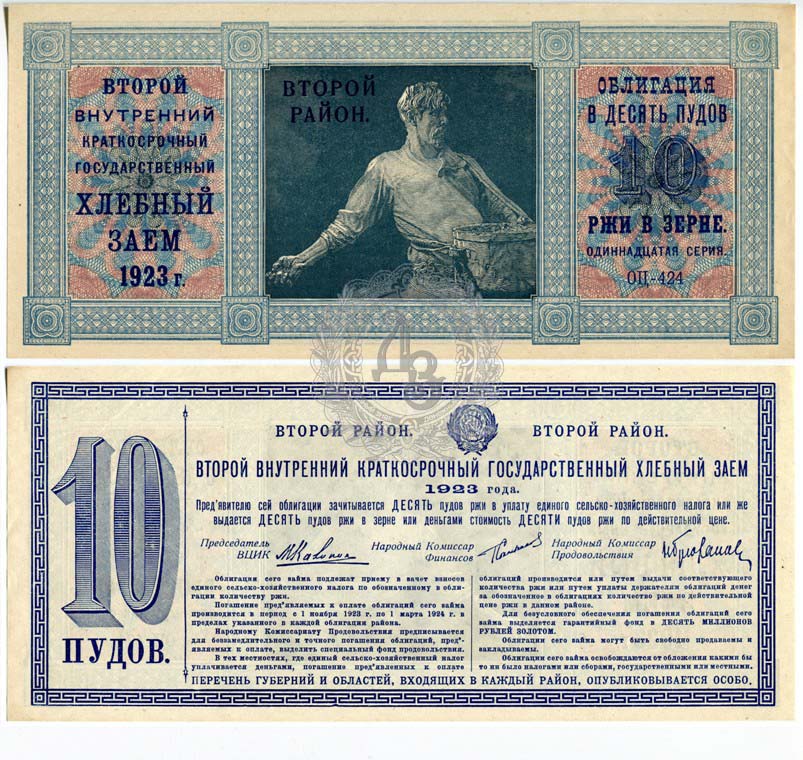 ВТОРОЙ
ВНУТРЕННИЙ
КРАТКОСРОЧНЫЙ
ГОСУДАРСТВЕННЫЙ
ХЛЕБНЫЙ
ЗАЕМ
1923 г.
ВТОРОЙ
РАЙОН.
ОБЛИГАЦИЯ
В ДЕСЯТЬ ПУДОВ
10
РЖИ В ЗЕРНЕ.
ОДИННАДЦАТАЯ СЕРИЯ.
ОЦ-424
ДВ
10
ПУДОВ.
ВТОРОЙ РАЙОН. ВТОРОЙ РАЙОН.
ВТОРОЙ ВНУТРЕННИЙ КРАТКОСРОЧНЫЙ ГОСУДАРСТВЕННЫЙ ХЛЕБНЫЙ ЗАЕМ
1923 года.
Пред'явителю сей облигации зачитывается ДЕСЯТЬ пудов ржи в уплату единого сельско-хозяйственного налога или же
выдается ДЕСЯТЬ пудов ржи в зерне или деньгами стоимость ДЕСЯТИ пудов ржи по действительной цене.
Председатель
ВЦИК
Народный Комиссар
Финансов
Народный Комиссар
Продовольствия
Облигации сего займа подлежат приему в зачет взносов
единого сельско-хозяйственного налога по обозначенному в обли-
гации количеству ржи.
Погашение пред'являемых к оплате облигаций сего займа
производится в период с 1 ноября 1923 г. по 1 марта 1924 г. в
пределах указанного в каждой облигации района.
Народному Комиссариату Продовольствия предписывается
для безвамедлительного и точного погашения облигаций, пред'-
являемых к оплате, выделить специальный фонд продовольствия.
В тех местностях, где единый сельско-хозяйственный налог
уплачивается деньгами, погашение пред'явленных к оплате
облигаций производится или путем выдачи соответствующего
количества ржи или путем уплаты держателям облигаций денег
за обозначенное в облигациях количество ржи по действительной
цене ржи в данном районе.
Для безусловного обеспечения погашения облигаций сего
займа выделяется гарантийный фонд в ДЕСЯТЬ МИЛЛИОНОВ
РУБЛЕЙ ЗОЛОТОМ.
Облигации сего займа могут быть свободно продаваемы и
закладываемы.
Облигации сего займа освобождаются от обложения какими бы
то ни было налогами или сборами, государственными или местными.
ПЕРЕЧЕНЬ ГУБЕРНИЙ И ОБЛАСТЕЙ, ВХОДЯЩИХ В КАЖДЫЙ РАЙОН, ОПУБЛИКОВЫВАЕТСЯ ОСОБО.